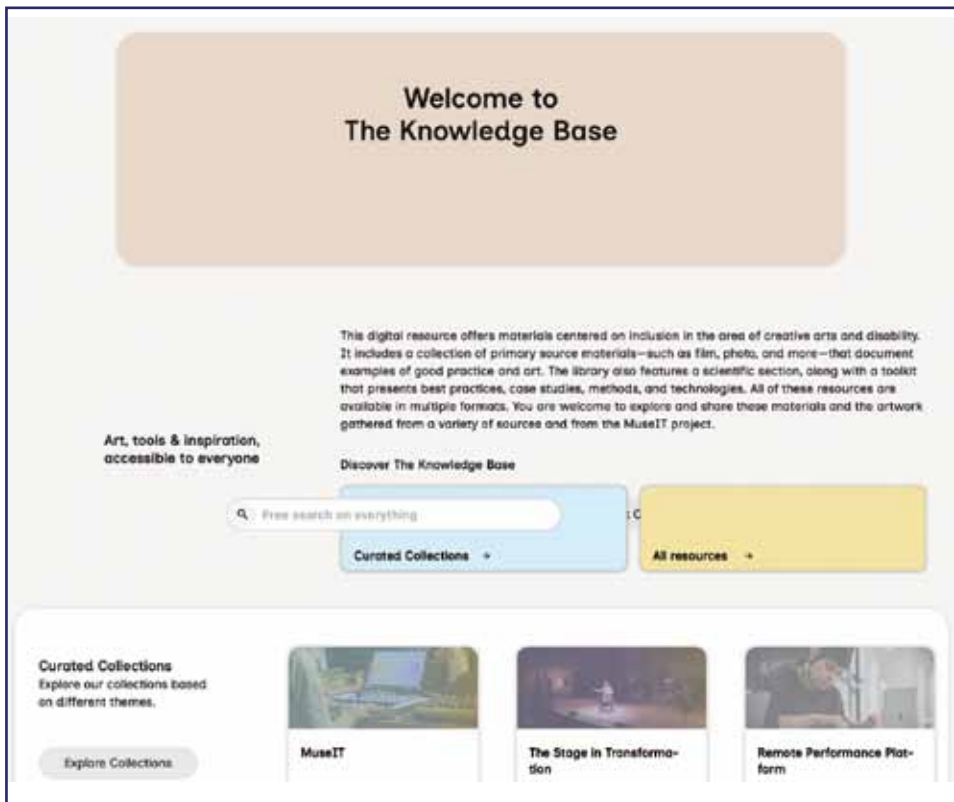 Welcome to
The Knowledge Base
This digital resource offers materials centered on inclusion in the area of creative arts and disability.
It includes a collection of primary source materials—such as film, photo, and more—that document
examples of good practice and art. The library also features a scientific section, along with a toolkit
that presents best practices, case studies, methods, and technologies. All of these resources are
available in multiple formats. You are welcome to explore and share these materials and the artwork
gathered from a variety of sources and from the MuseIT project.
Art, tools & inspiration,
accessible to everyone
Discover The Knowledge Base
Free search on everything
Curated Collections →
All resources →
Curated Collections
Explore our collections based
on different themes.
Explore Collections
MuseIT
The Stage in Transforma-
tion
Remote Performance Plat-
form